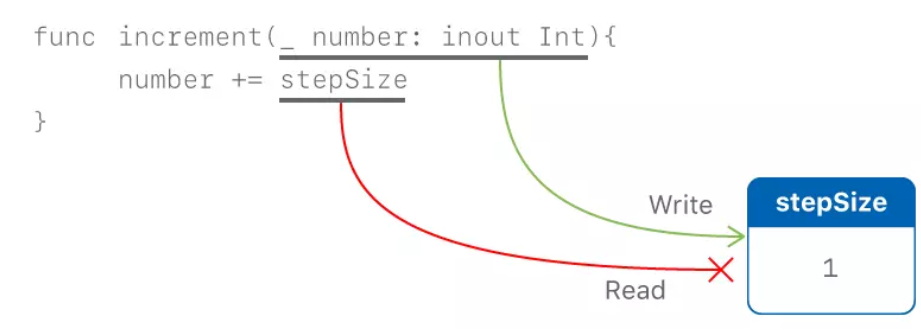 func increment(_ number: inout Int){
number += stepSize
}
Write
stepSize
1
Read